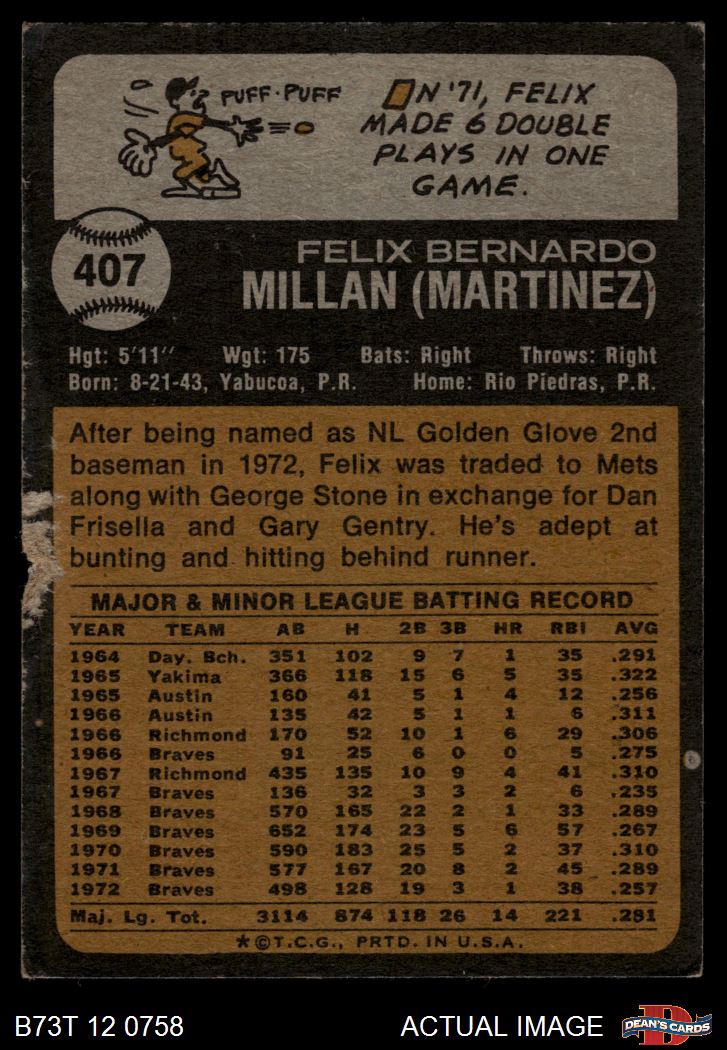 PUFF-PUFF
IN '71, FELIX
MADE 6 DOUBLE
PLAYS IN ONE
GAME.
407
FELIX BERNARDO
MILLAN (MARTINEZ)
Hgt: 5'11" Wgt: 175 Bats: Right Throws: Right
Born: 8-21-43, Yabucoa, P.R. Home: Rio Piedras, P.R.
After being named as NL Golden Glove 2nd
baseman in 1972, Felix was traded to Mets
along with George Stone in exchange for Dan
Frisella and Gary Gentry. He's adept at
bunting and hitting behind runner.
MAJOR & MINOR LEAGUE BATTING RECORD
YEAR TEAM AB H 2B 3B HR RBI AVG
1964 Day. Bch. 351 102 9 7 1 35 .291
1965 Yakima 366 118 15 6 5 35 .322
1965 Austin 160 41 5 1 4 12 .256
1966 Austin 135 42 5 1 1 6 .311
1966 Richmond 170 52 10 1 6 29 .306
1966 Braves 91 25 6 0 0 5 .275
1967 Richmond 435 135 10 9 4 41 .310
1967 Braves 136 32 3 3 2 6 .235
1968 Braves 570 165 22 2 1 33 .289
1969 Braves 652 174 23 5 6 57 .267
1970 Braves 590 183 25 5 2 37 .310
1971 Braves 577 167 20 8 2 45 .289
1972 Braves 498 128 19 3 1 38 .257
Maj. Lg. Tot. 3114 874 118 26 14 221 .281
*©T.C.G., PRTD. IN U.S.A.
B73T 12 0758 ACTUAL IMAGE
D
DEAN'S CARDS